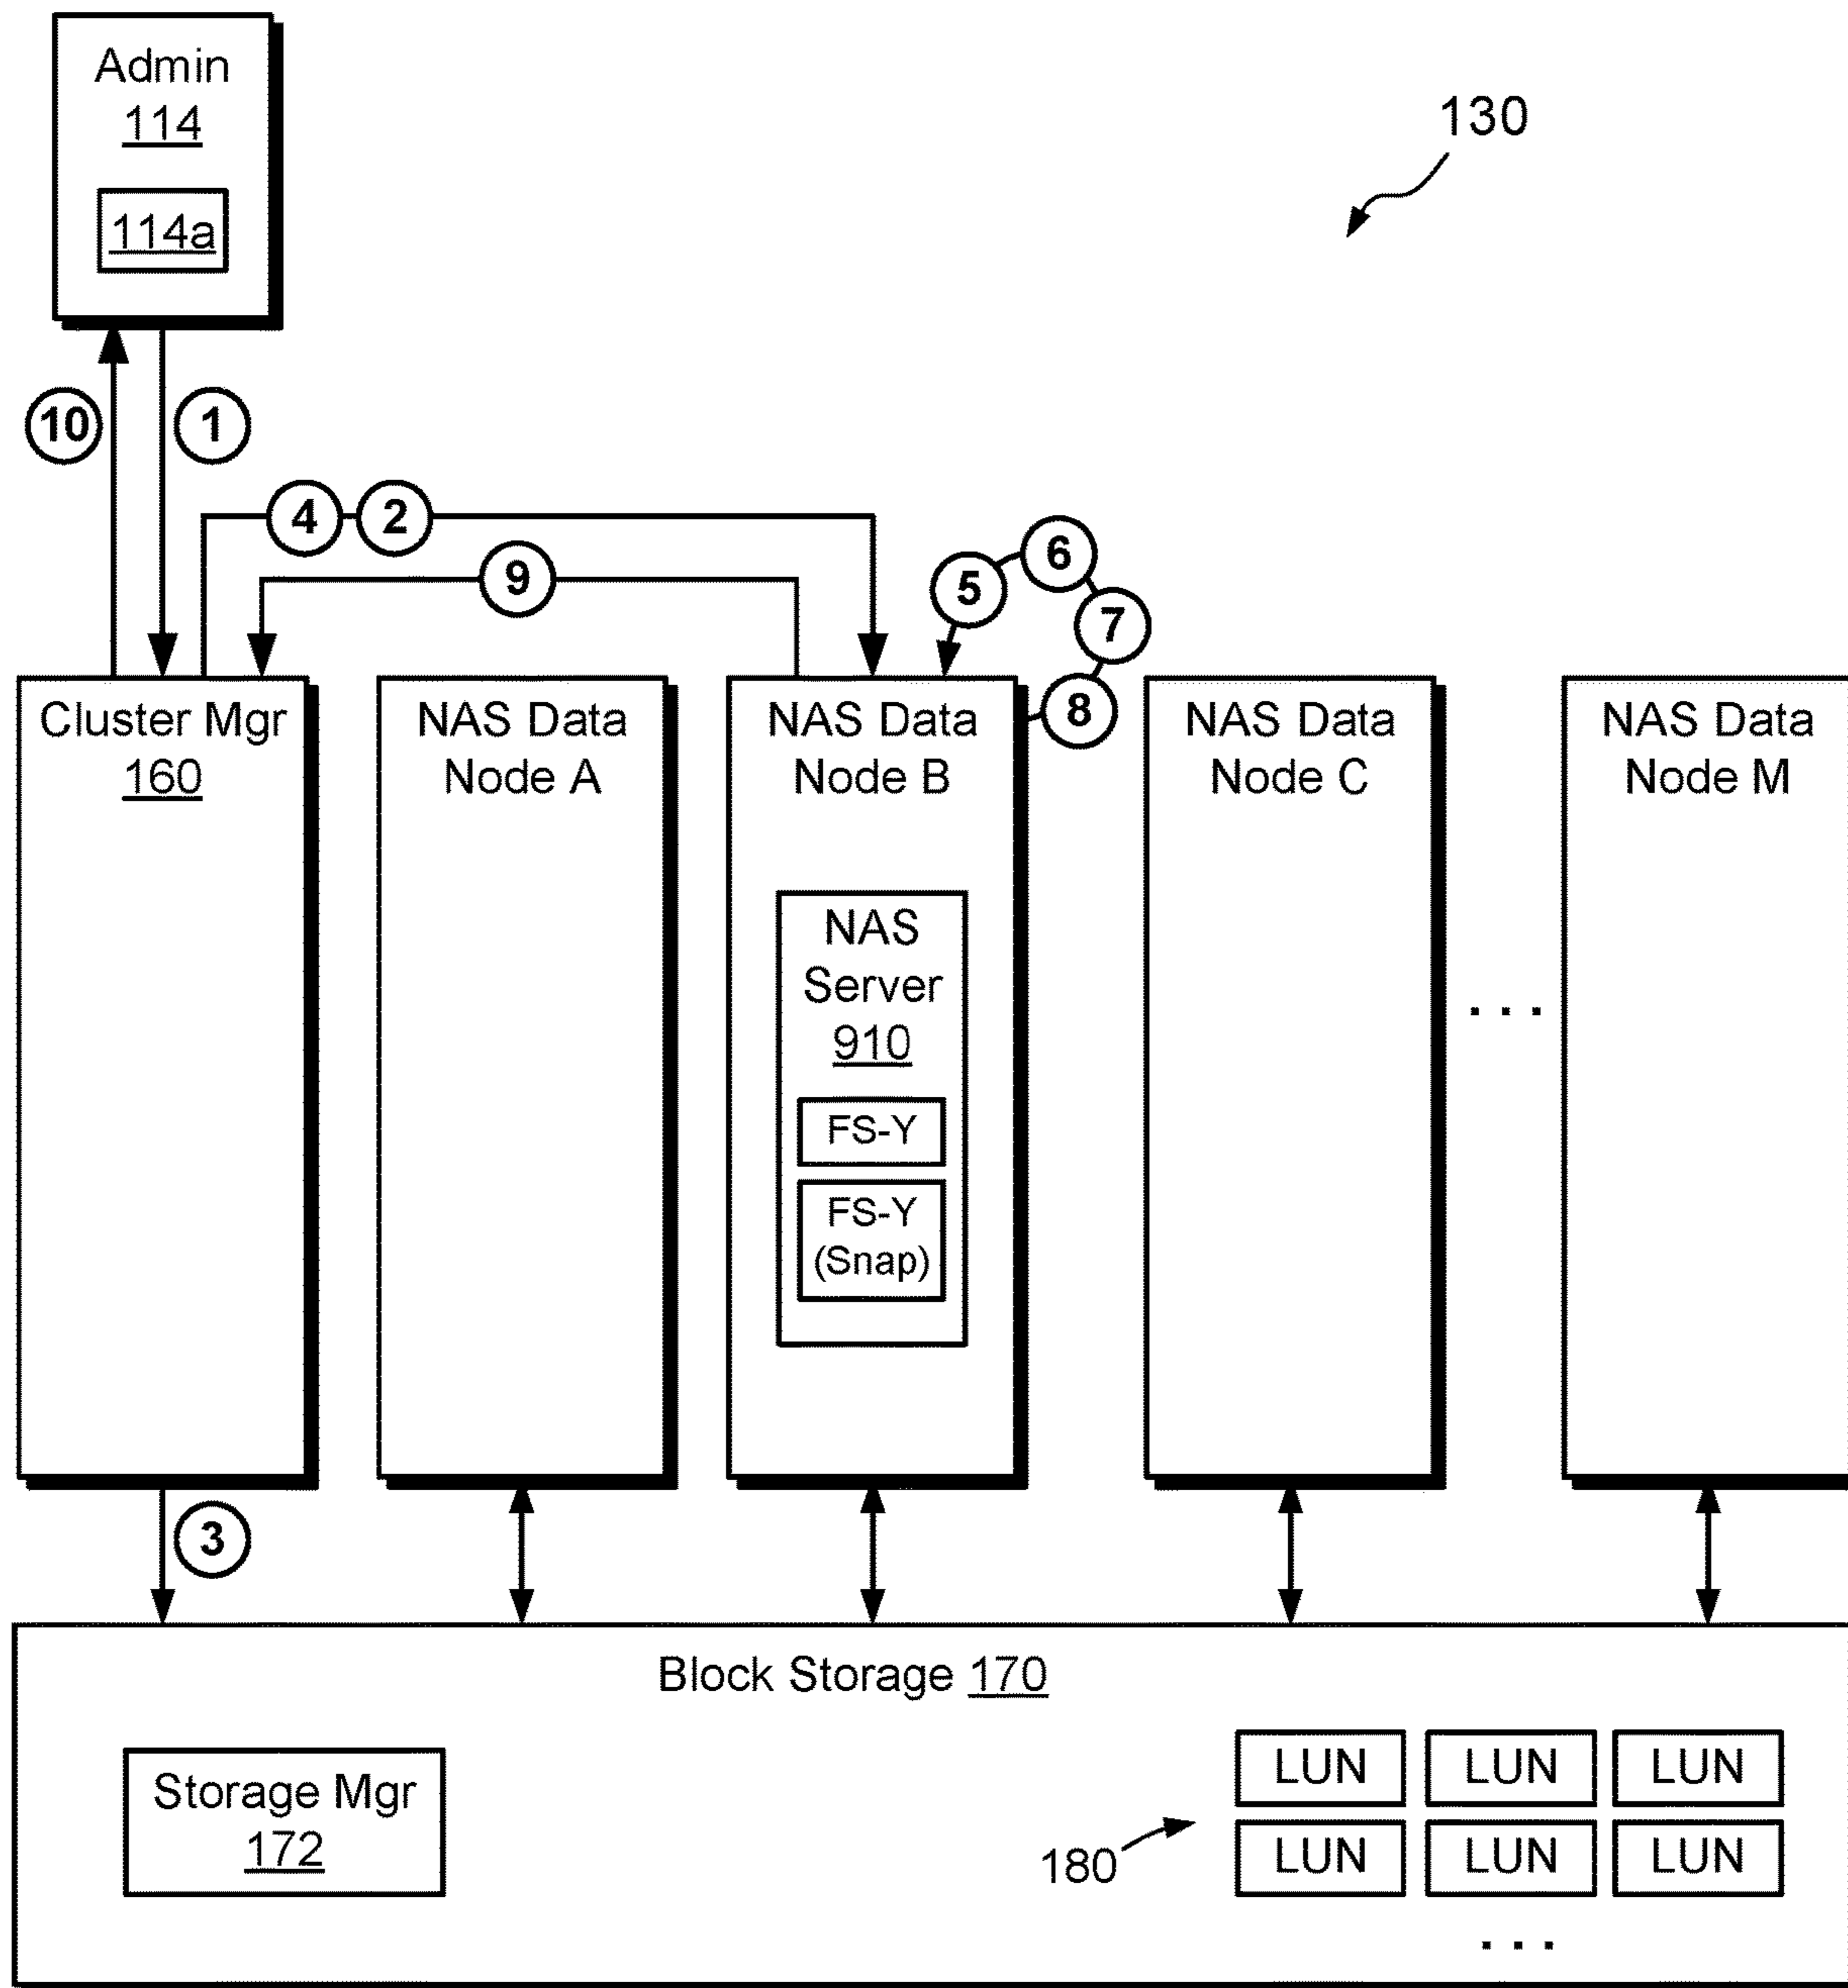 Admin
114
114a
130
10
1
4
2
9
5
6
7
8
Cluster Mgr
160
NAS Data
Node A
NAS Data
Node B
NAS Data
Node C
NAS Data
Node M
NAS
Server
910
FS-Y
FS-Y
(Snap)
. . .
3
Block Storage 170
Storage Mgr
172
180
LUN LUN LUN
LUN LUN LUN
. . .